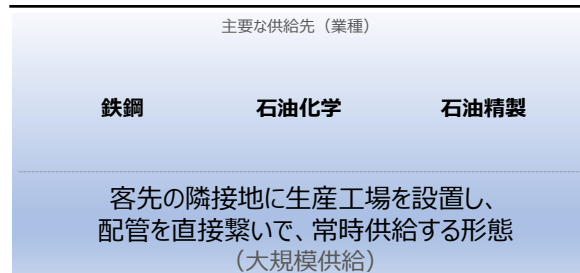 主要な供給先（業種）
鉄鋼 石油化学 石油精製
客先の隣接地に生産工場を設置し、
配管を直接繋いで、常時供給する形態
（大規模供給）